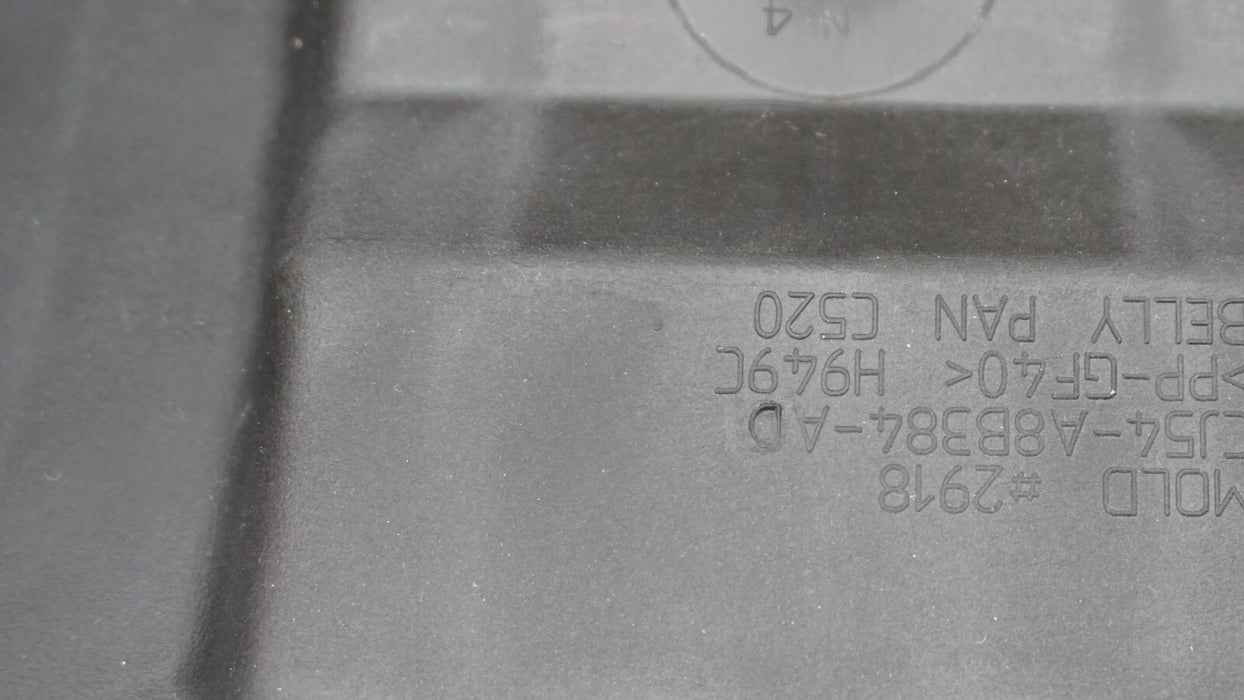 MOLD #2918
CJ54-A8B384-AD
>PP-GF40< H949C
BELLY PAN C520